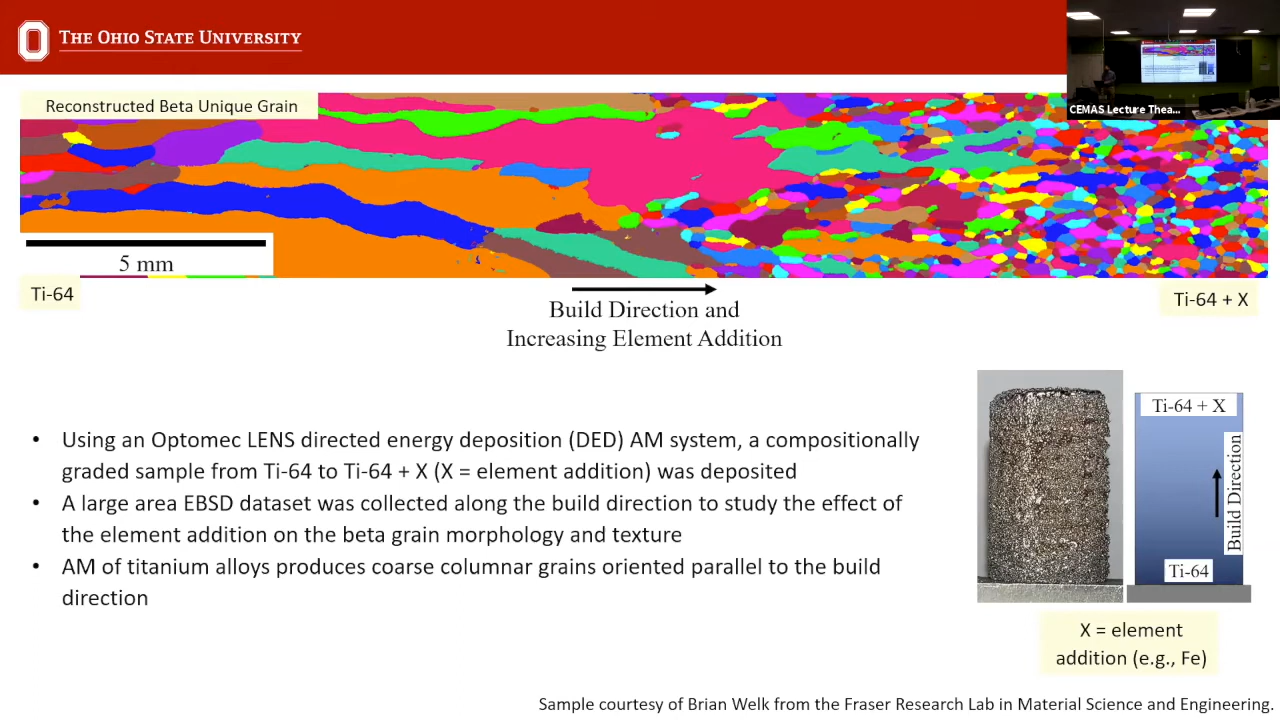 THE OHIO STATE UNIVERSITY
CEMAS Lecture Thea...
Reconstructed Beta Unique Grain
5 mm
Ti-64
Ti-64 + X
Build Direction and
Increasing Element Addition
• Using an Optomec LENS directed energy deposition (DED) AM system, a compositionally
graded sample from Ti-64 to Ti-64 + X (X = element addition) was deposited
• A large area EBSD dataset was collected along the build direction to study the effect of
the element addition on the beta grain morphology and texture
• AM of titanium alloys produces coarse columnar grains oriented parallel to the build
direction
Ti-64 + X
Build Direction
Ti-64
X = element
addition (e.g., Fe)
Sample courtesy of Brian Welk from the Fraser Research Lab in Material Science and Engineering.